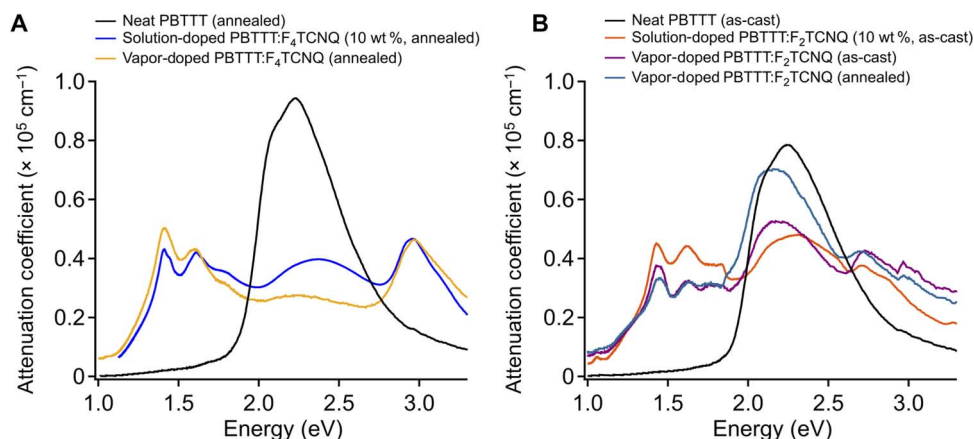 A
Neat PBTTT (annealed)
Solution-doped PBTTT:F₄TCNQ (10 wt %, annealed)
Vapor-doped PBTTT:F₄TCNQ (annealed)
Attenuation coefficient (× 10⁵ cm⁻¹)
1.0
0.8
0.6
0.4
0.2
0
1.0
1.5
2.0
2.5
3.0
Energy (eV)
B
Neat PBTTT (as-cast)
Solution-doped PBTTT:F₂TCNQ (10 wt %, as-cast)
Vapor-doped PBTTT:F₂TCNQ (as-cast)
Vapor-doped PBTTT:F₂TCNQ (annealed)
Attenuation coefficient (× 10⁵ cm⁻¹)
1.0
0.8
0.6
0.4
0.2
0
1.0
1.5
2.0
2.5
3.0
Energy (eV)